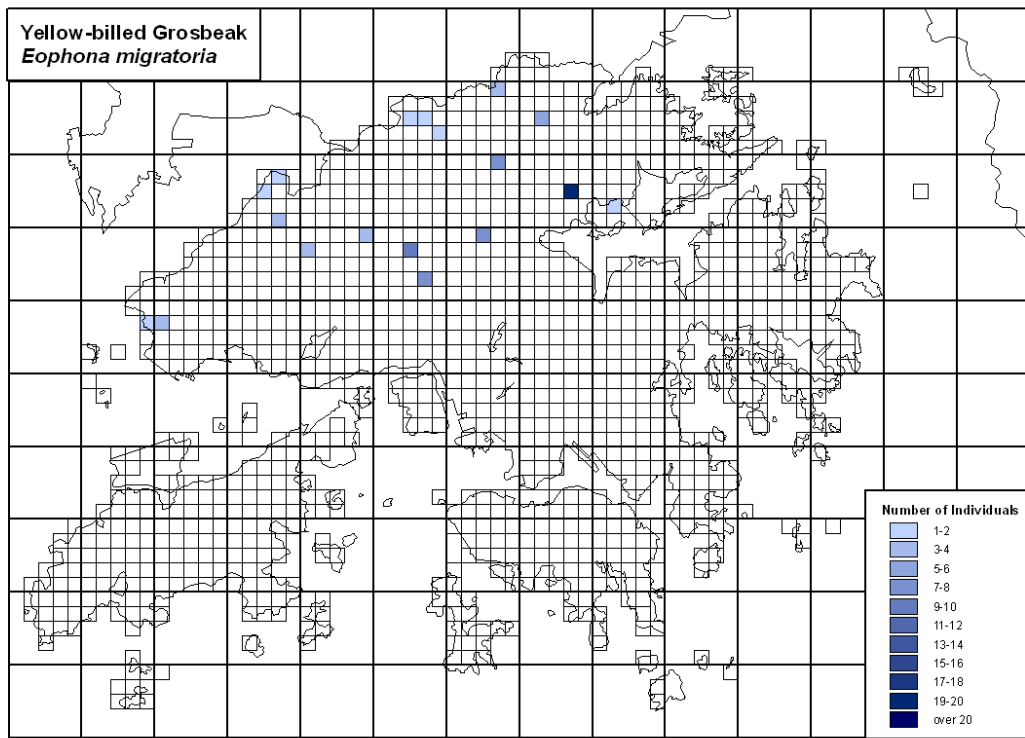 Yellow-billed Grosbeak
Eophona migratoria
Number of Individuals
1-2
3-4
5-6
7-8
9-10
11-12
13-14
15-16
17-18
19-20
over 20